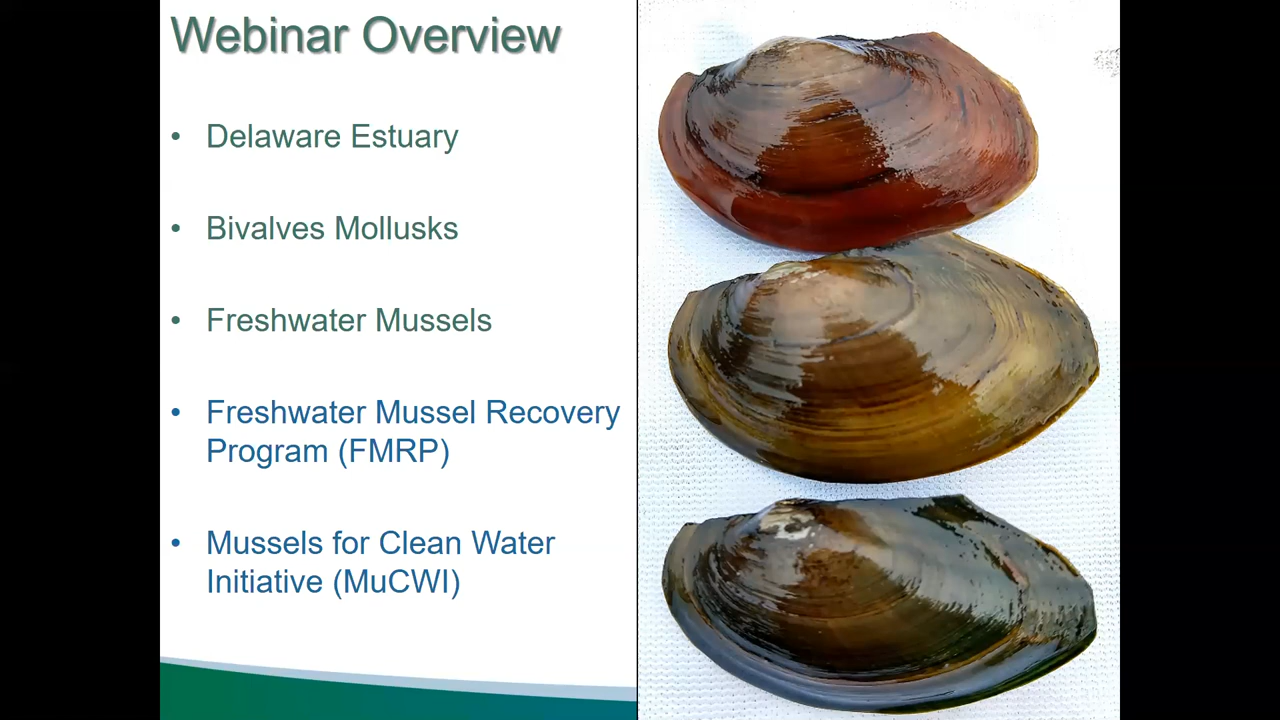 Webinar Overview
• Delaware Estuary
• Bivalves Mollusks
• Freshwater Mussels
• Freshwater Mussel Recovery
Program (FMRP)
• Mussels for Clean Water
Initiative (MuCWI)